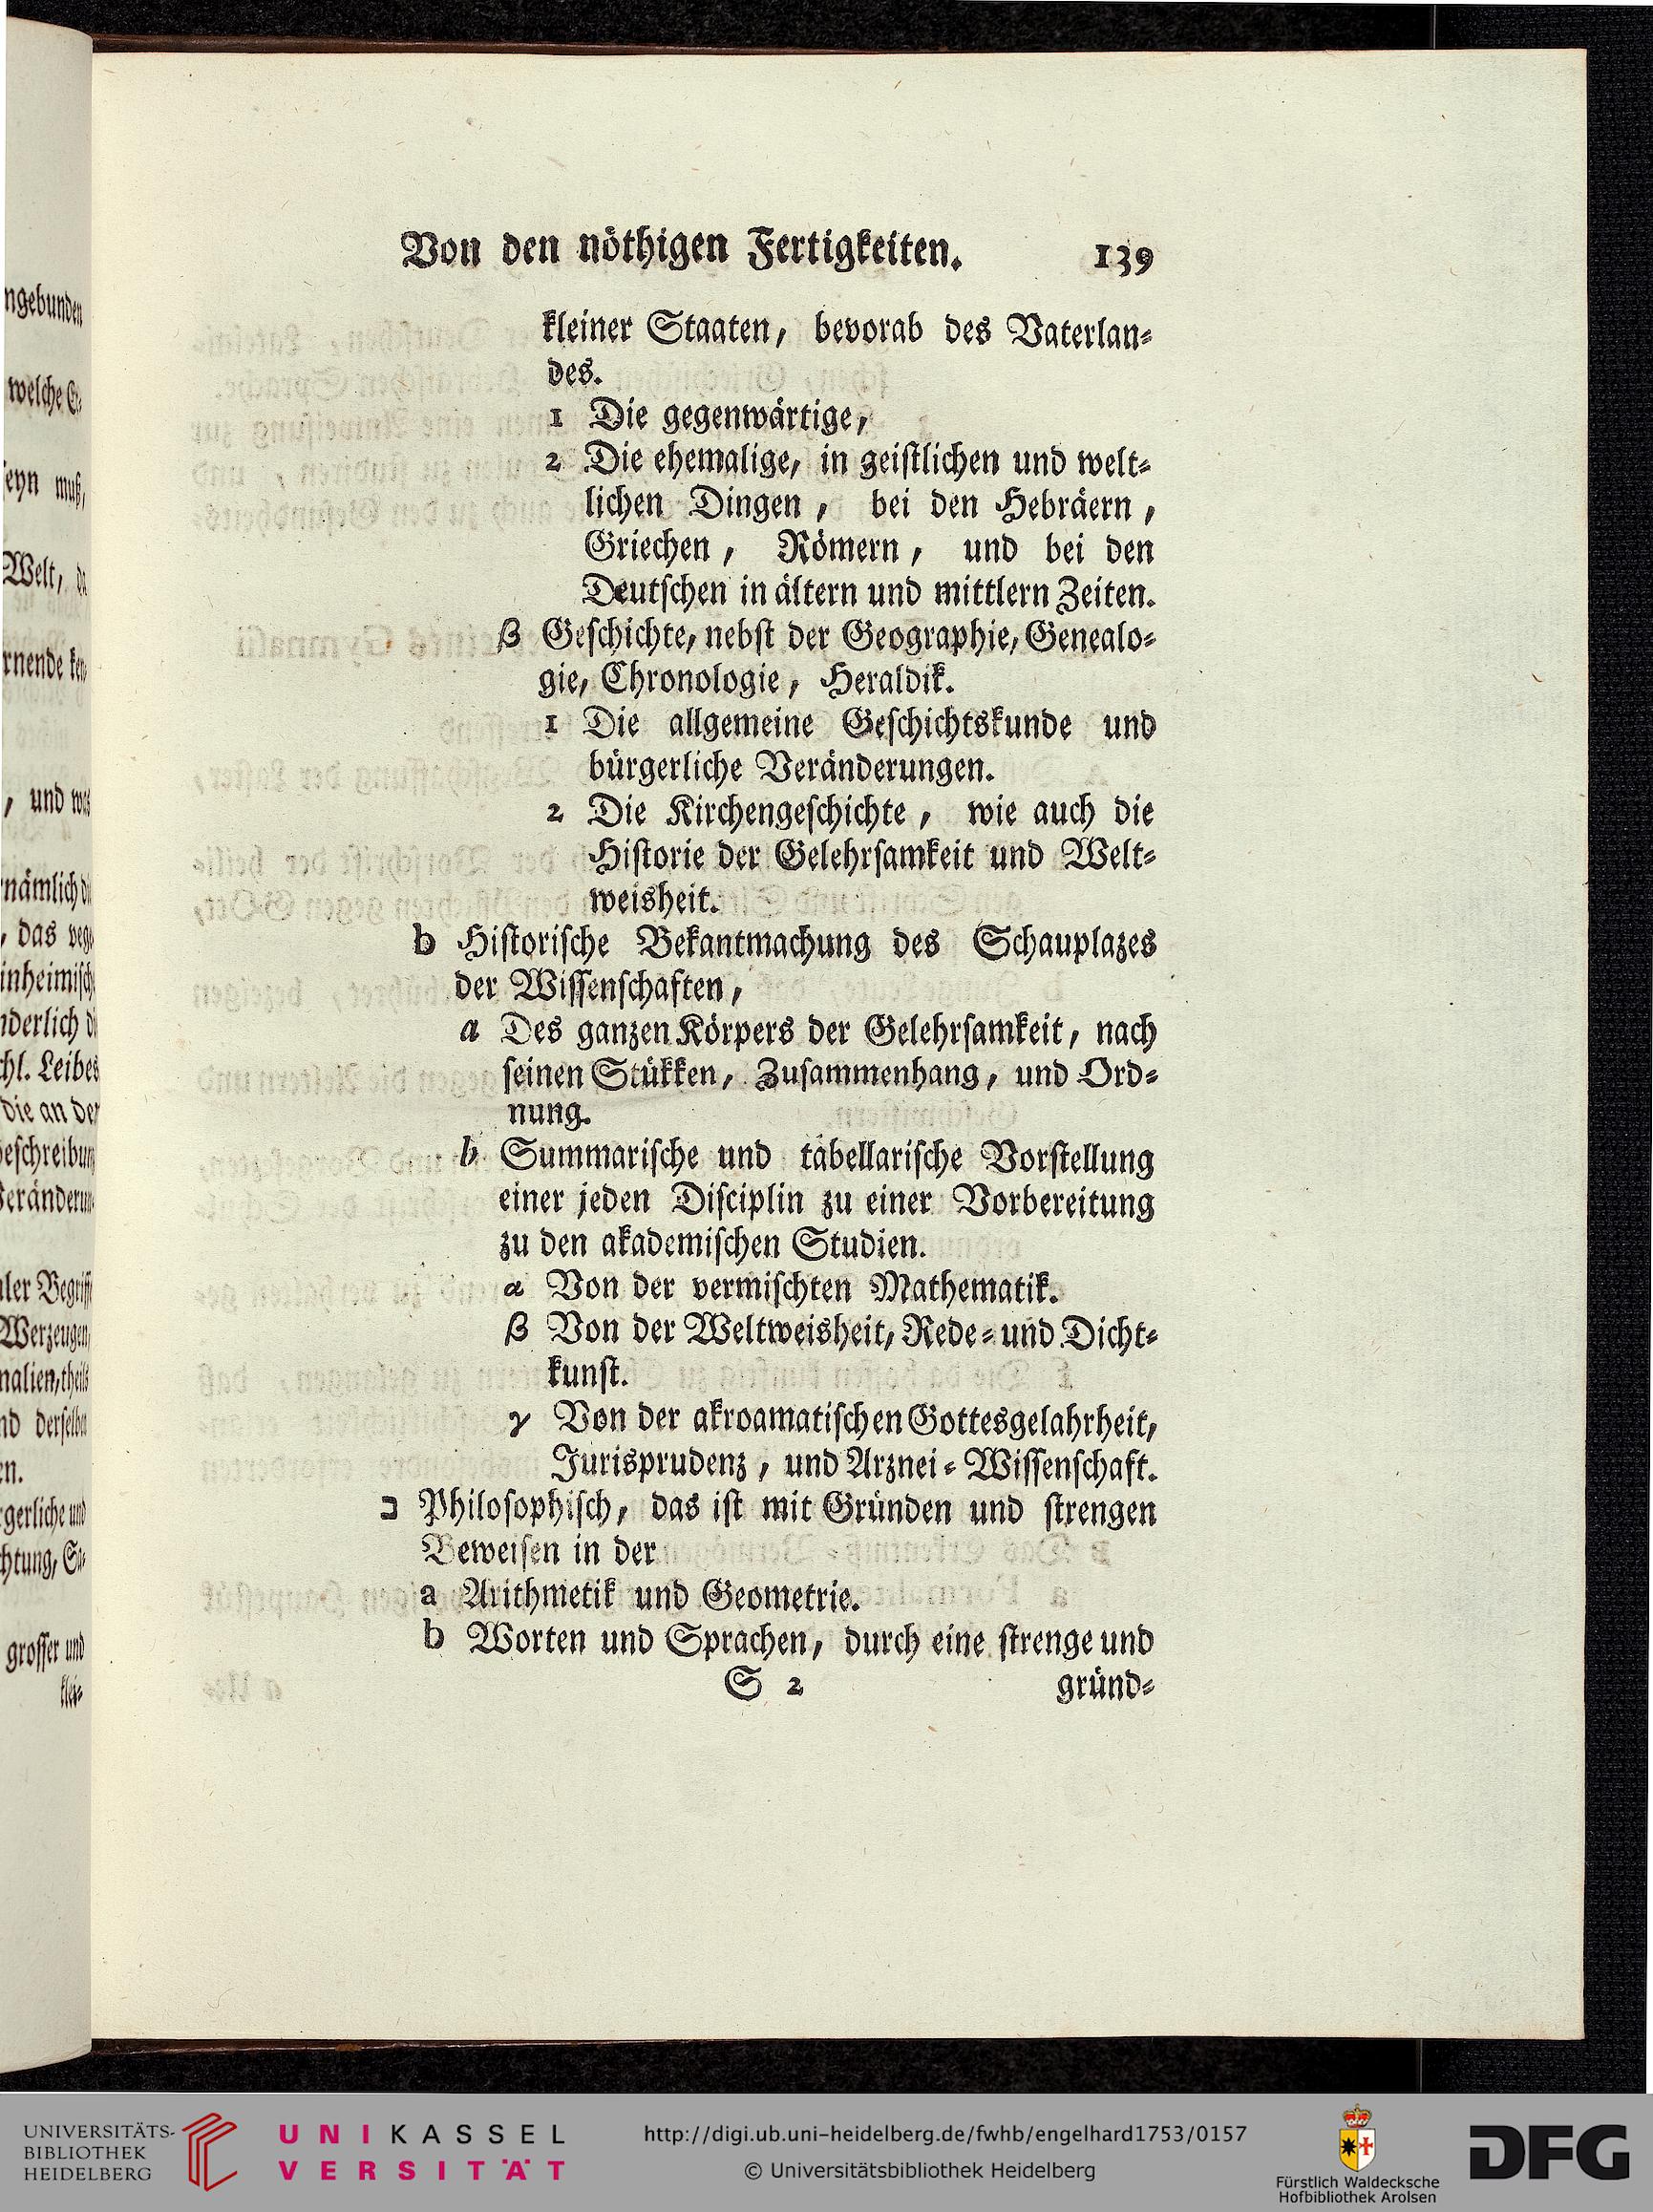 Von den nöthigen Fertigkeiten. 139
kleiner Staaten, bevorab des Vaterlan-
des.
1 Die gegenwärtige,
2 Die ehemalige, in geistlichen und welt-
lichen Dingen, bei den Hebräern,
Griechen, Römern, und bei den
Deutschen in ältern und mittlern Zeiten.
β Geschichte, nebst der Geographie, Genealo-
gie, Chronologie, Heraldik.
1 Die allgemeine Geschichtskunde und
bürgerliche Veränderungen.
2 Die Kirchengeschichte, wie auch die
Historie der Gelehrsamkeit und Welt-
weisheit.
b Historische Bekantmachung des Schauplazes
der Wissenschaften,
a Des ganzen Körpers der Gelehrsamkeit, nach
seinen Stükken, Zusammenhang, und Ord-
nung.
b Summarische und tabellarische Vorstellung
einer jeden Disciplin zu einer Vorbereitung
zu den akademischen Studien.
α Von der vermischten Mathematik.
β Von der Weltweisheit, Rede- und Dicht-
kunst.
γ Von der akroamatischen Gottesgelahrheit,
Jurisprudenz, und Arznei-Wissenschaft.
ב Philosophisch, das ist mit Gründen und strengen
Beweisen in der
a Arithmetik und Geometrie.
b Worten und Sprachen, durch eine strenge und
S 2 gründ-
UNIVERSITÄTS-
BIBLIOTHEK
HEIDELBERG
UNIKASSEL
VERSITÄT
http://digi.ub.uni-heidelberg.de/fwhb/engelhard1753/0157
© Universitätsbibliothek Heidelberg
Fürstlich Waldecksche
Hofbibliothek Arolsen
DFG